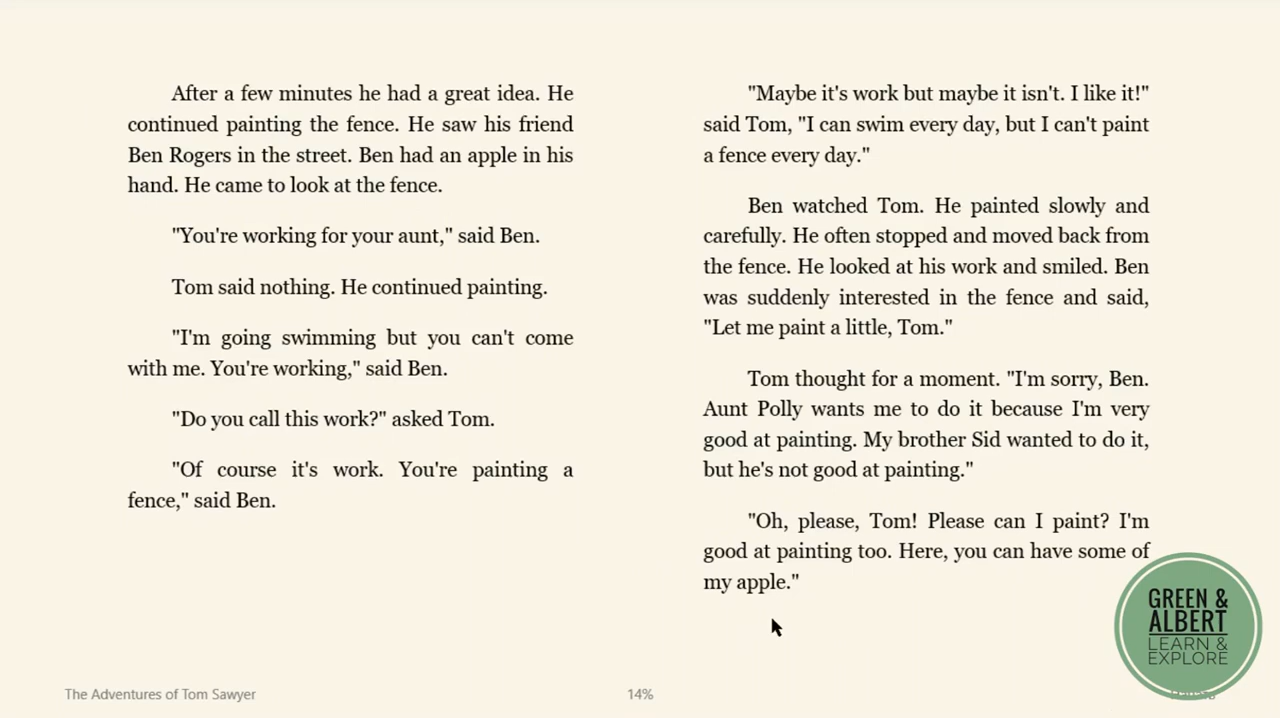 After a few minutes he had a great idea. He
continued painting the fence. He saw his friend
Ben Rogers in the street. Ben had an apple in his
hand. He came to look at the fence.
"You're working for your aunt," said Ben.
Tom said nothing. He continued painting.
"I'm going swimming but you can't come
with me. You're working," said Ben.
"Do you call this work?" asked Tom.
"Of course it's work. You're painting a
fence," said Ben.
"Maybe it's work but maybe it isn't. I like it!"
said Tom, "I can swim every day, but I can't paint
a fence every day."
Ben watched Tom. He painted slowly and
carefully. He often stopped and moved back from
the fence. He looked at his work and smiled. Ben
was suddenly interested in the fence and said,
"Let me paint a little, Tom."
Tom thought for a moment. "I'm sorry, Ben.
Aunt Polly wants me to do it because I'm very
good at painting. My brother Sid wanted to do it,
but he's not good at painting."
"Oh, please, Tom! Please can I paint? I'm
good at painting too. Here, you can have some of
my apple."
GREEN &
ALBERT
LEARN &
EXPLORE
The Adventures of Tom Sawyer
14%